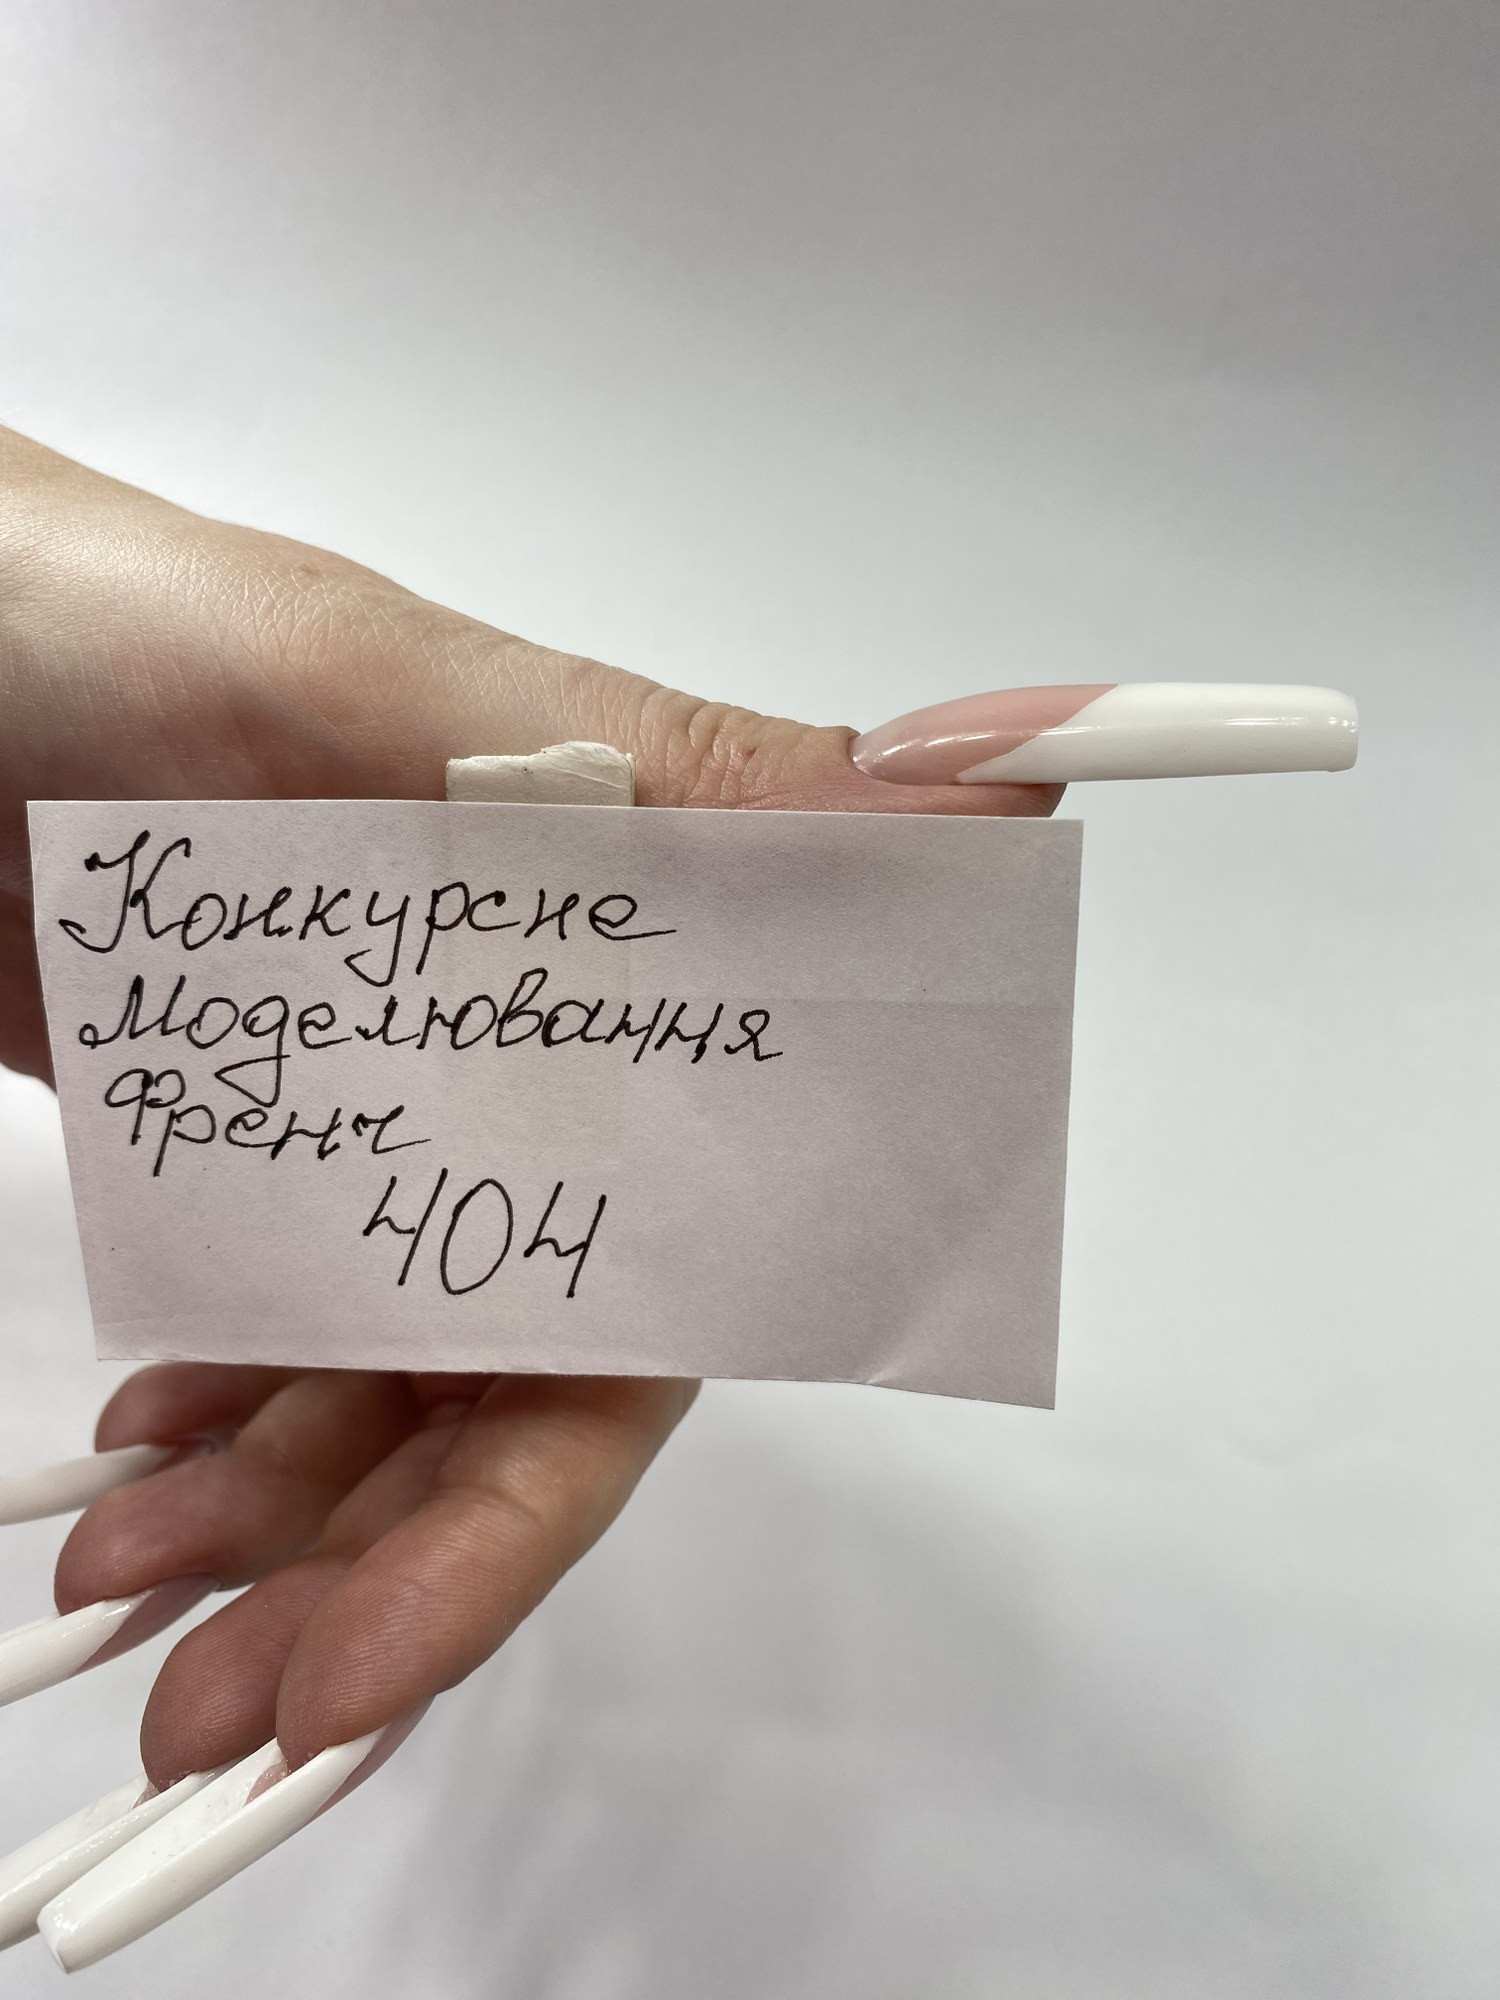 Конкурсне
моделювання
Френч
404